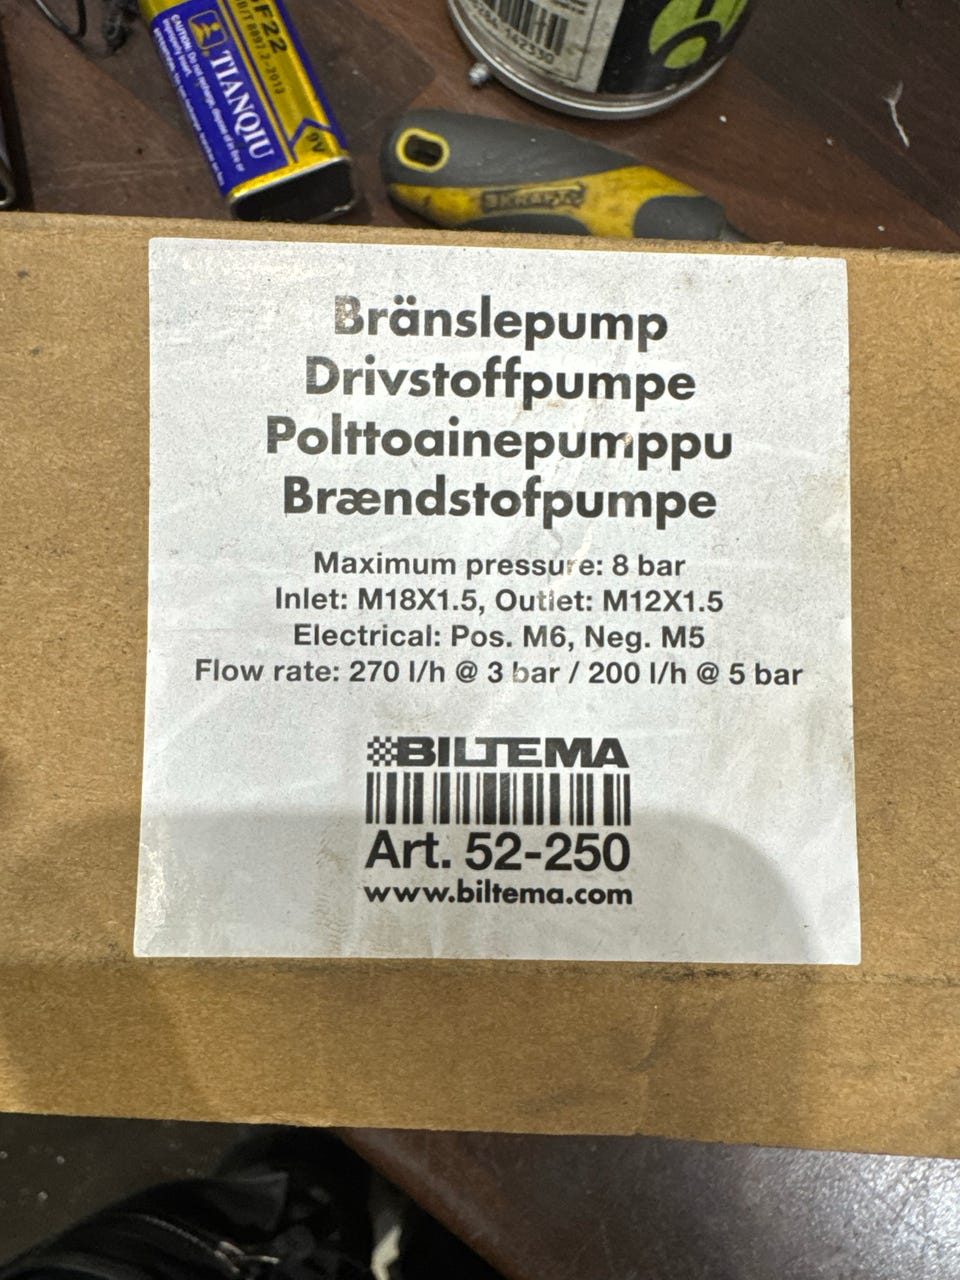 6F22
TIANQIU
Bränslepump
Drivstoffpumpe
Polttoainepumppu
Brændstofpumpe
Maximum pressure: 8 bar
Inlet: M18X1.5, Outlet: M12X1.5
Electrical: Pos. M6, Neg. M5
Flow rate: 270 l/h @ 3 bar / 200 l/h @ 5 bar
BILTEMA
Art. 52-250
www.biltema.com